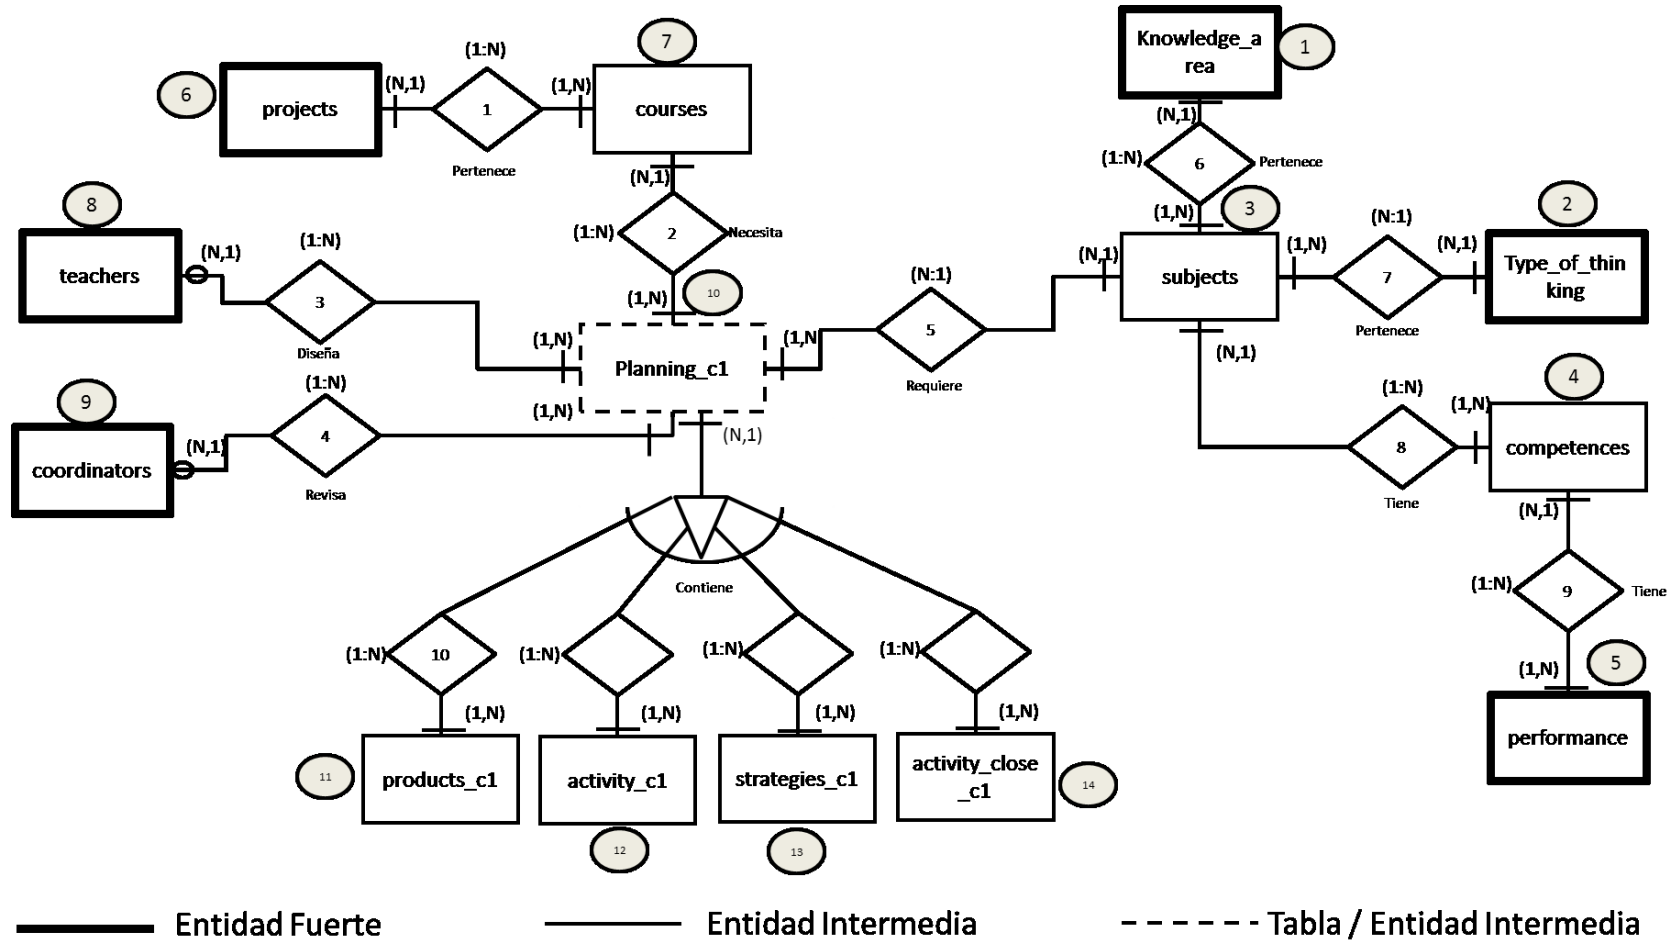 7
(1:N)
6
projects
(N,1)
1
(1,N)
courses
Pertenece
Knowledge_a
rea
1
(N,1)
(1:N)
6
Pertenece
(1,N)
3
2
8
(N,1)
(1:N)
2
Necesita
(1,N)
10
teachers
(N,1)
(1:N)
3
Diseña
(1,N)
subjects
(1,N)
(N:1)
7
Pertenece
(N,1)
Type_of_thin
king
(N,1)
(N:1)
5
Requiere
(1,N
Planning_c1
(1,N)
(N,1)
9
(1:N)
4
Revisa
(N,1)
coordinators
(N,1)
4
(1:N)
8
Tiene
(1,N)
competences
(N,1)
(1:N)
9
Tiene
(1,N)
5
performance
Contiene
(1:N)
10
(1:N)
(1:N)
(1:N)
(1,N)
(1,N)
(1,N)
(1,N)
11
products_c1
activity_c1
strategies_c1
activity_close
_c1
14
12
13
Entidad Fuerte
Entidad Intermedia
Tabla / Entidad Intermedia